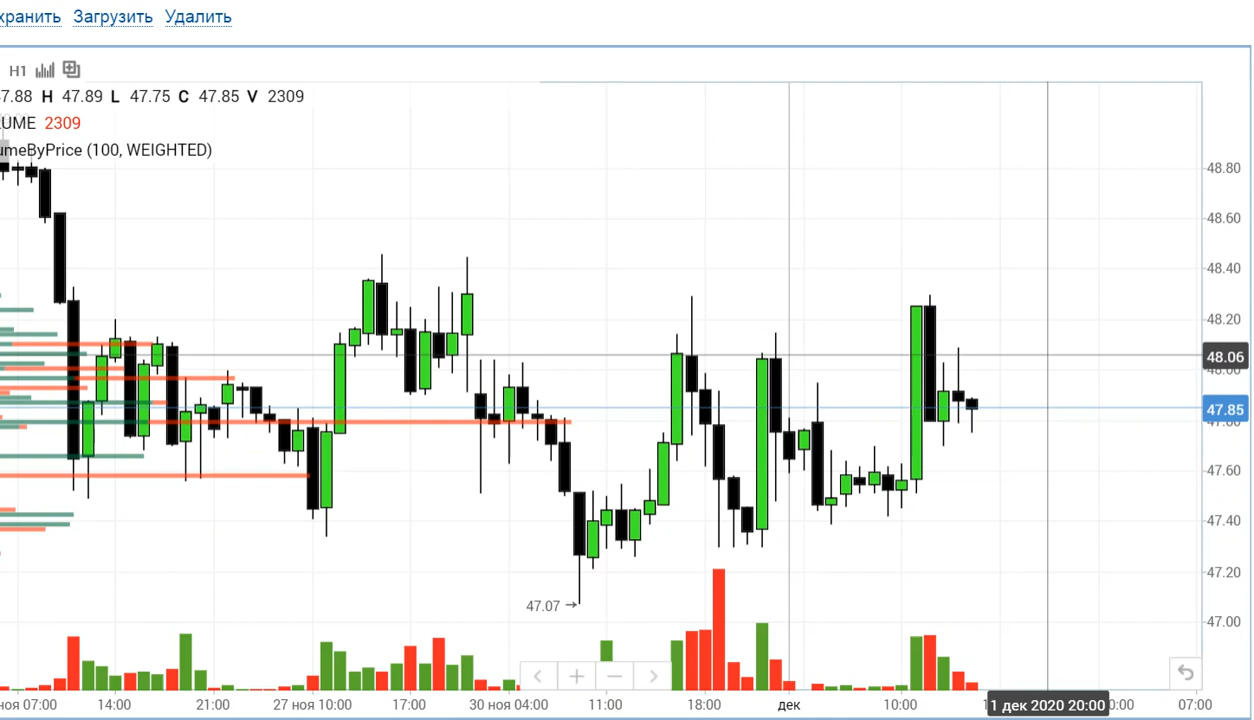 хранить Загрузить Удалить
H1
7.88 H 47.89 L 47.75 C 47.85 V 2309
UME 2309
umeByPrice (100, WEIGHTED)
48.80
48.60
48.40
48.20
48.06
47.85
47.60
47.40
47.20
47.07
47.00
ноя 07:00 14:00 21:00 27 ноя 10:00 17:00 30 ноя 04:00 11:00 18:00 дек 10:00 1 дек 2020 20:00 0:00 07:00